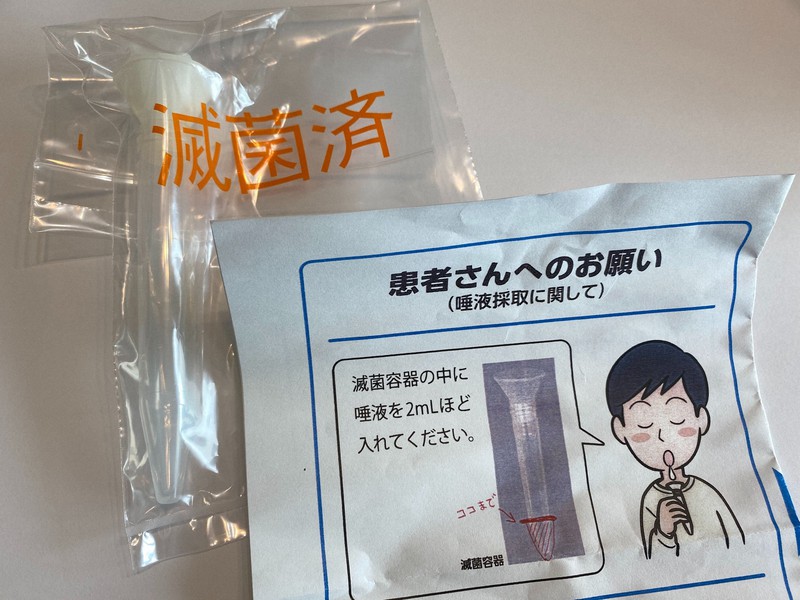 滅菌済
患者さんへのお願い
(唾液採取に関して)
滅菌容器の中に
唾液を2mLほど
入れてください。
ココまで
滅菌容器